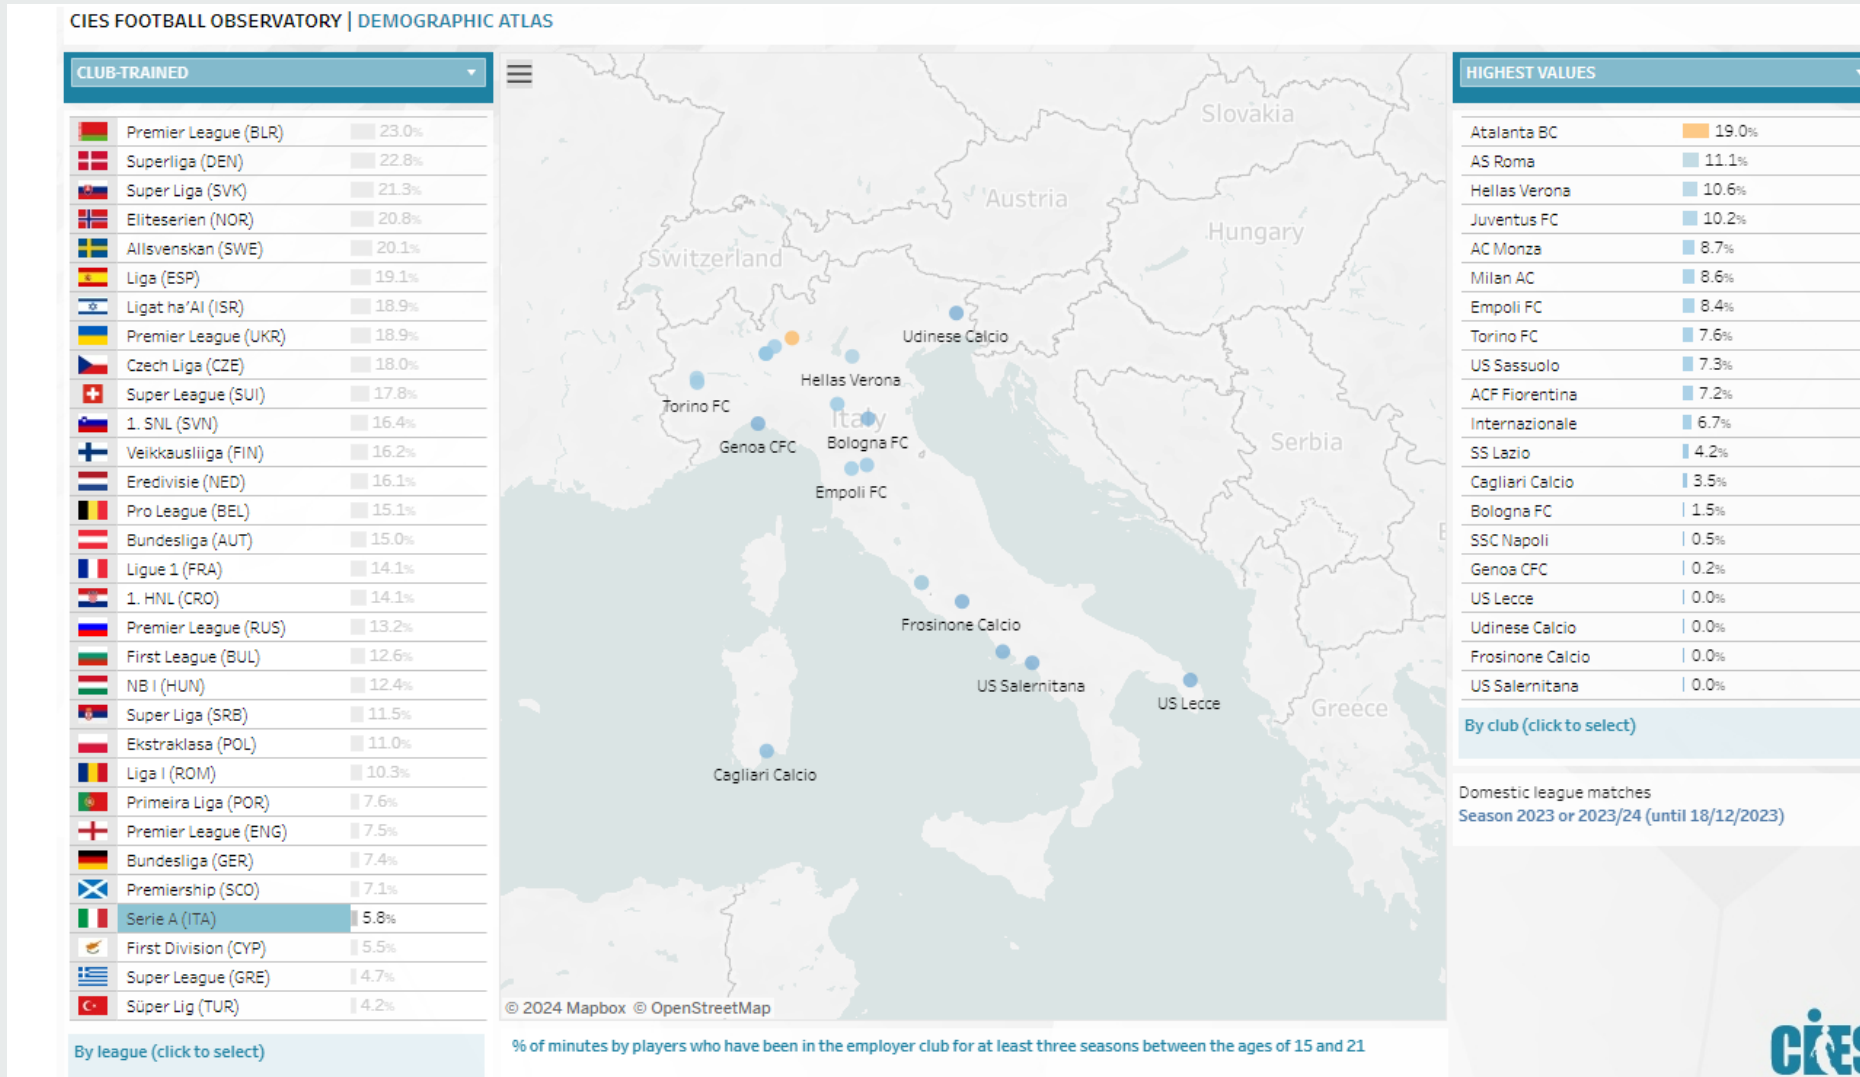 CIES FOOTBALL OBSERVATORY | DEMOGRAPHIC ATLAS
CLUB-TRAINED
Premier League (BLR) 23.0%
Superliga (DEN) 22.8%
Super Liga (SVK) 21.3%
Eliteserien (NOR) 20.8%
Allsvenskan (SWE) 20.1%
Liga (ESP) 19.1%
Ligat ha'Al (ISR) 18.9%
Premier League (UKR) 18.9%
Czech Liga (CZE) 18.0%
Super League (SUI) 17.8%
1. SNL (SVN) 16.4%
Veikkausliiga (FIN) 16.2%
Eredivisie (NED) 16.1%
Pro League (BEL) 15.1%
Bundesliga (AUT) 15.0%
Ligue 1 (FRA) 14.1%
1. HNL (CRO) 14.1%
Premier League (RUS) 13.2%
First League (BUL) 12.6%
NB I (HUN) 12.4%
Super Liga (SRB) 11.5%
Ekstraklasa (POL) 11.0%
Liga I (ROM) 10.3%
Primeira Liga (POR) 7.6%
Premier League (ENG) 7.5%
Bundesliga (GER) 7.4%
Premiership (SCO) 7.1%
Serie A (ITA) 5.8%
First Division (CYP) 5.5%
Super League (GRE) 4.7%
Süper Lig (TUR) 4.2%
By league (click to select)
Slovakia
Austria
Hungary
Switzerland
Udinese Calcio
Hellas Verona
Torino FC
Italy
Genoa CFC
Bologna FC
Serbia
Empoli FC
Frosinone Calcio
US Salernitana
US Lecce
Greece
Cagliari Calcio
© 2024 Mapbox © OpenStreetMap
% of minutes by players who have been in the employer club for at least three seasons between the ages of 15 and 21
HIGHEST VALUES
Atalanta BC 19.0%
AS Roma 11.1%
Hellas Verona 10.6%
Juventus FC 10.2%
AC Monza 8.7%
Milan AC 8.6%
Empoli FC 8.4%
Torino FC 7.6%
US Sassuolo 7.3%
ACF Fiorentina 7.2%
Internazionale 6.7%
SS Lazio 4.2%
Cagliari Calcio 3.5%
Bologna FC 1.5%
SSC Napoli 0.5%
Genoa CFC 0.2%
US Lecce 0.0%
Udinese Calcio 0.0%
Frosinone Calcio 0.0%
US Salernitana 0.0%
By club (click to select)
Domestic league matches
Season 2023 or 2023/24 (until 18/12/2023)
CIES